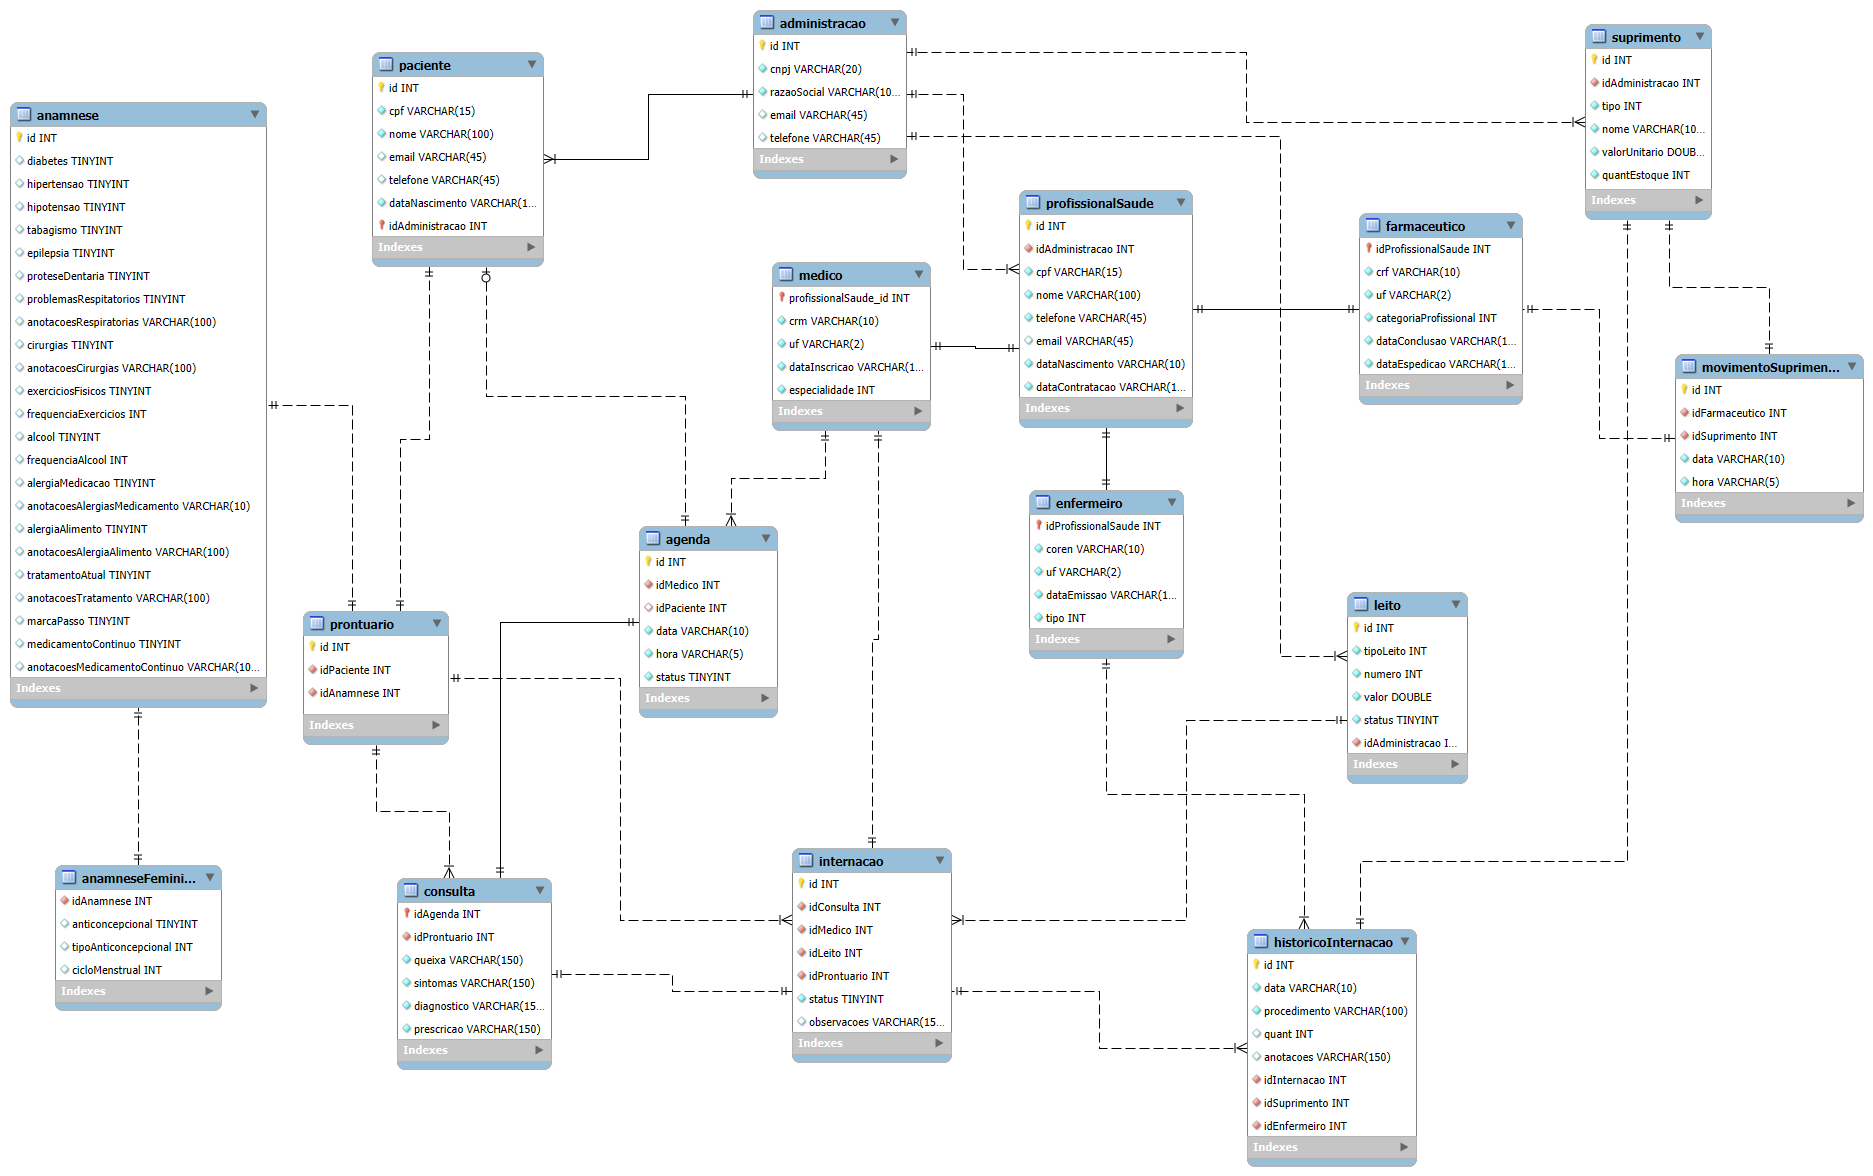 anamnese
id INT
diabetes TINYINT
hipertensao TINYINT
hipotensao TINYINT
tabagismo TINYINT
epilepsia TINYINT
proteseDentaria TINYINT
problemasRespitatorios TINYINT
anotacoesRespiratorias VARCHAR(100)
cirurgias TINYINT
anotacoesCirurgias VARCHAR(100)
exerciosFisicos TINYINT
frequenciaExercicios INT
alcool TINYINT
frequenciaAlcool INT
alergiaMedicacao TINYINT
anotacoesAlergiasMedicamento VARCHAR(10)
alergiaAlimento TINYINT
anotacoesAlergiaAlimento VARCHAR(100)
tratamentoAtual TINYINT
anotacoesTratamento VARCHAR(100)
marcaPasso TINYINT
medicamentoContinuo TINYINT
anotacoesMedicamentoContinuo VARCHAR(10...
Indexes
anamneseFemini...
idAnamnese INT
anticoncepcional TINYINT
tipoAnticoncepcional INT
cicloMenstrual INT
Indexes
paciente
id INT
cpf VARCHAR(15)
nome VARCHAR(100)
email VARCHAR(45)
telefone VARCHAR(45)
dataNascimento VARCHAR(1...
idAdministracao INT
Indexes
prontuario
id INT
idPaciente INT
idAnamnese INT
Indexes
consulta
idAgenda INT
idProntuario INT
queixa VARCHAR(150)
sintomas VARCHAR(150)
diagnostico VARCHAR(15...
prescricao VARCHAR(150)
Indexes
administracao
id INT
cnpj VARCHAR(20)
razaoSocial VARCHAR(10...
email VARCHAR(45)
telefone VARCHAR(45)
Indexes
medico
profissionalSaude_id INT
crm VARCHAR(10)
uf VARCHAR(2)
dataInscricao VARCHAR(1...
especialidade INT
Indexes
agenda
id INT
idMedico INT
idPaciente INT
data VARCHAR(10)
hora VARCHAR(5)
status TINYINT
Indexes
internacao
id INT
idConsulta INT
idMedico INT
idLeito INT
idProntuario INT
status TINYINT
observacoes VARCHAR(15...
Indexes
profissionalSaude
id INT
idAdministracao INT
cpf VARCHAR(15)
nome VARCHAR(100)
telefone VARCHAR(45)
email VARCHAR(45)
dataNascimento VARCHAR(10)
dataContratacao VARCHAR(1...
Indexes
enfermeiro
idProfissionalSaude INT
coren VARCHAR(10)
uf VARCHAR(2)
dataEmissao VARCHAR(1...
tipo INT
Indexes
farmaceutico
idProfissionalSaude INT
crf VARCHAR(10)
uf VARCHAR(2)
categoriaProfissional INT
dataConclusao VARCHAR(1...
dataEspedicao VARCHAR(1...
Indexes
leito
id INT
tipoLeito INT
numero INT
valor DOUBLE
status TINYINT
idAdministracao I...
Indexes
historicoInternacao
id INT
data VARCHAR(10)
procedimento VARCHAR(100)
quant INT
anotacoes VARCHAR(150)
idInternacao INT
idSuprimento INT
idEnfermeiro INT
Indexes
suprimento
id INT
idAdministracao INT
tipo INT
nome VARCHAR(10...
valorUnitario DOUB...
quantEstoque INT
Indexes
movimentoSuprimen...
id INT
idFarmaceutico INT
idSuprimento INT
data VARCHAR(10)
hora VARCHAR(5)
Indexes